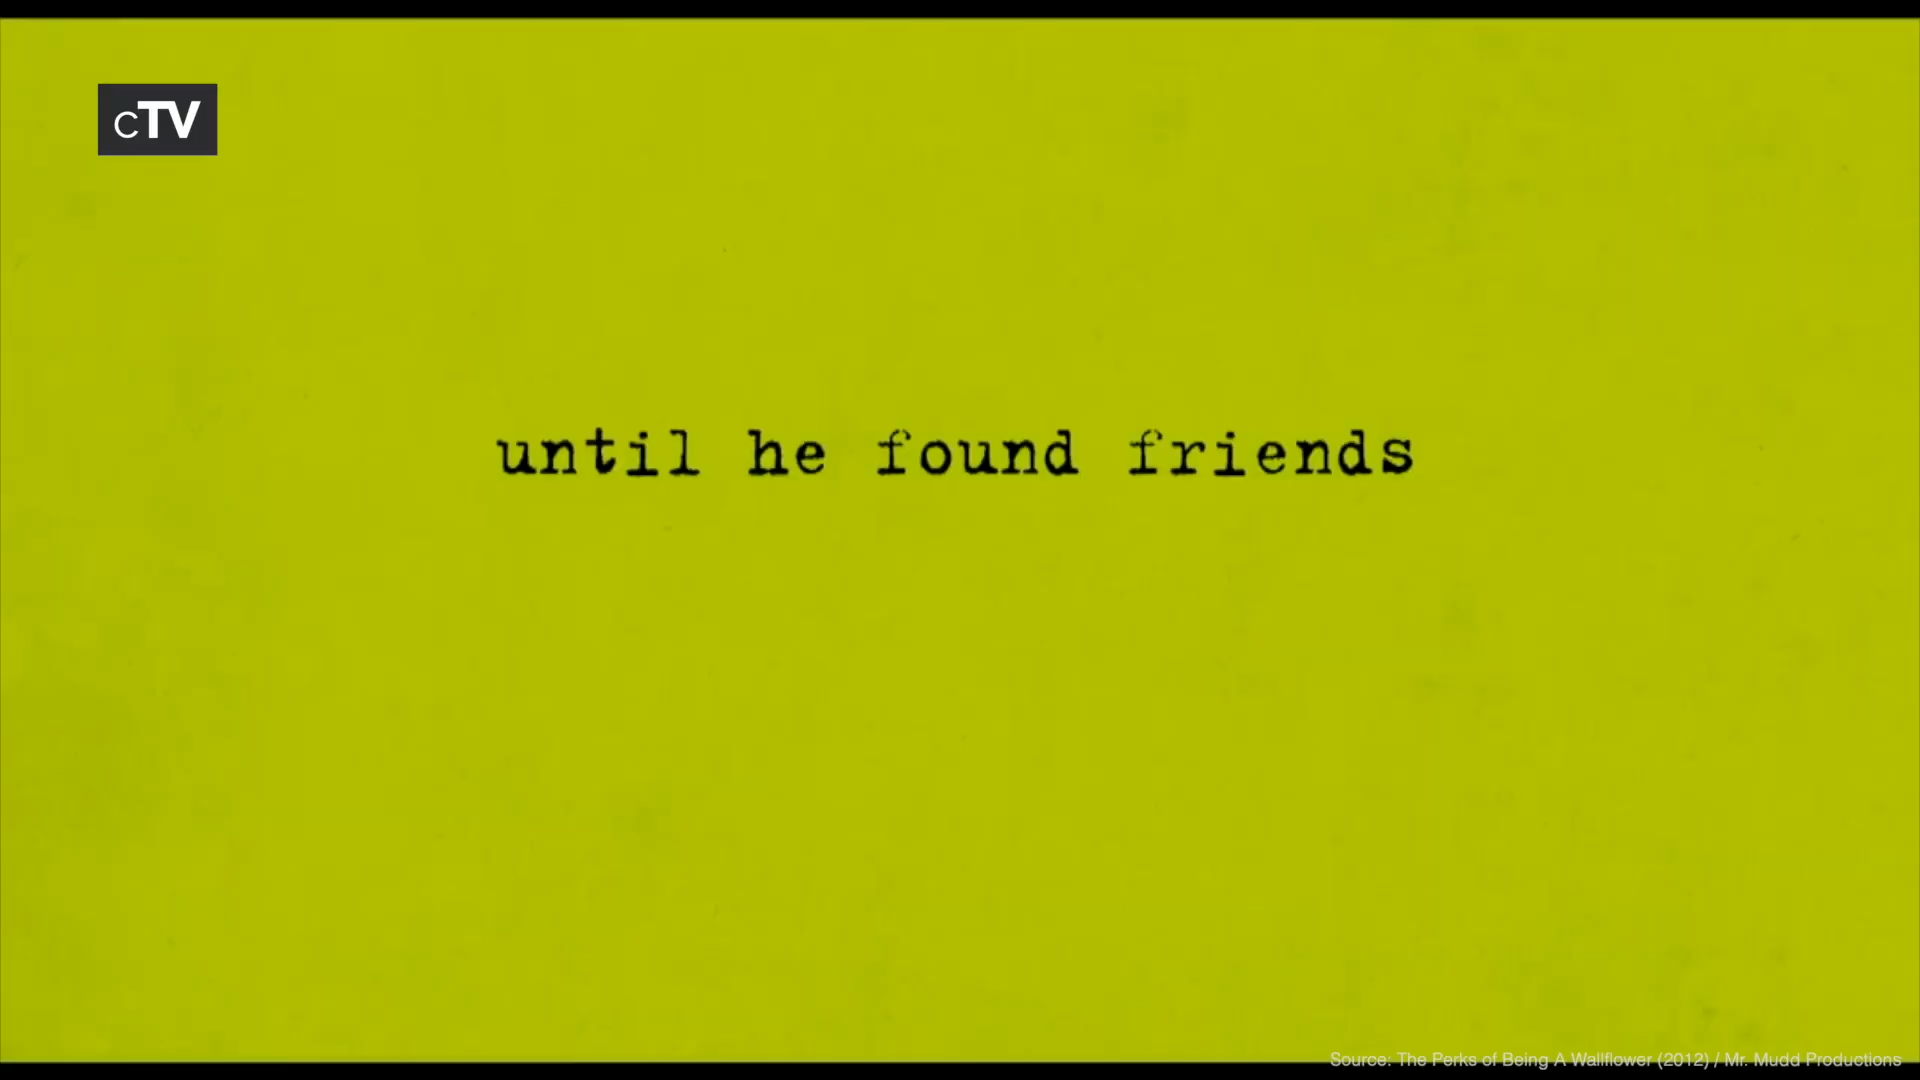 cTV
until he found friends
Source: The Perks of Being A Wallflower (2012) / Mr. Mudd Productions